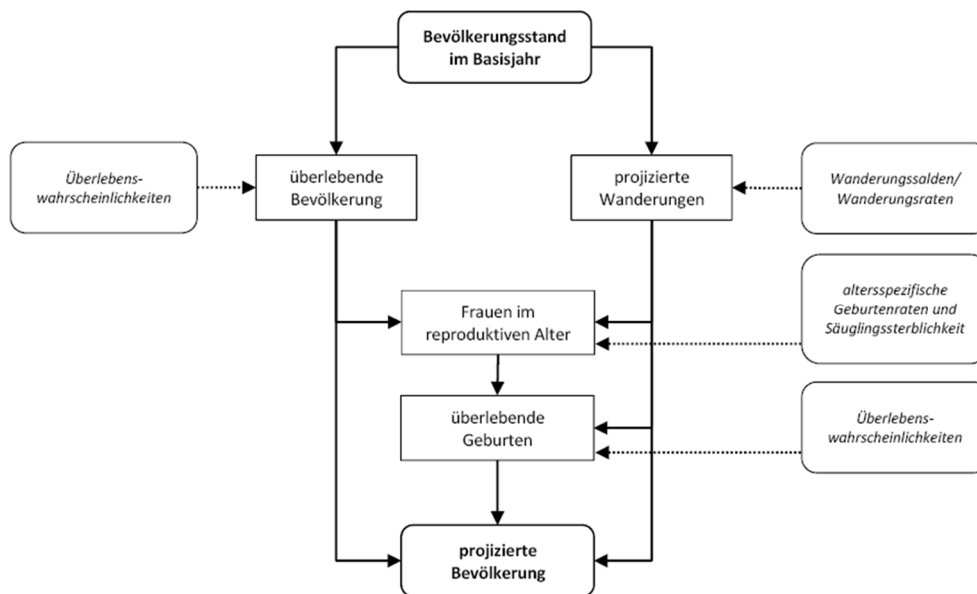 Bevölkerungsstand
im Basisjahr
Überlebens-
wahrscheinlichkeiten
überlebende
Bevölkerung
projizierte
Wanderungen
Wanderungssalden/
Wanderungsraten
Frauen im
reproduktiven Alter
altersspezifische
Geburtenraten und
Säuglingssterblichkeit
überlebende
Geburten
Überlebens-
wahrscheinlichkeiten
projizierte
Bevölkerung